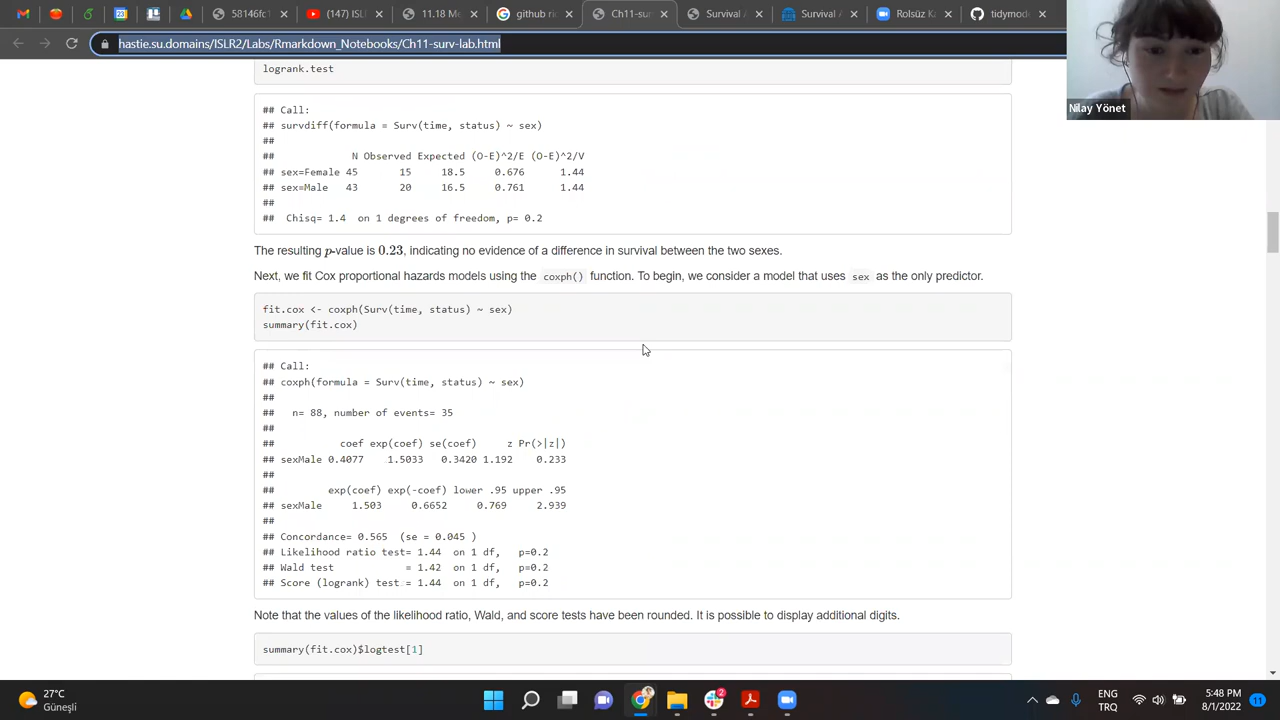 58146fc1
(147) ISL
11.18 M
github
Ch11-sur
Survival A
Survival A
Rolsüz K
tidymode
hastie.su.domains/ISLR2/Labs/Rmarkdown_Notebooks/Ch11-surv-lab.html
Nilay Yönet
logrank.test
## Call:
## survdiff(formula = Surv(time, status) ~ sex)
##
## N Observed Expected (O-E)^2/E (O-E)^2/V
## sex=Female 45 15 18.5 0.676 1.44
## sex=Male 43 20 16.5 0.761 1.44
##
## Chisq= 1.4 on 1 degrees of freedom, p= 0.2
The resulting p-value is 0.23, indicating no evidence of a difference in survival between the two sexes.
Next, we fit Cox proportional hazards models using the coxph() function. To begin, we consider a model that uses sex as the only predictor.
fit.cox <- coxph(Surv(time, status) ~ sex)
summary(fit.cox)
## Call:
## coxph(formula = Surv(time, status) ~ sex)
##
## n= 88, number of events= 35
##
## coef exp(coef) se(coef) z Pr(>|z|)
## sexMale 0.4077 1.5033 0.3420 1.192 0.233
##
## exp(coef) exp(-coef) lower .95 upper .95
## sexMale 1.503 0.6652 0.769 2.939
##
## Concordance= 0.565 (se = 0.045 )
## Likelihood ratio test= 1.44 on 1 df, p=0.2
## Wald test = 1.42 on 1 df, p=0.2
## Score (logrank) test = 1.44 on 1 df, p=0.2
Note that the values of the likelihood ratio, Wald, and score tests have been rounded. It is possible to display additional digits.
summary(fit.cox)$logtest[1]
27°C
Güneşli
2
ENG
TRQ
5:48 PM
8/1/2022
11